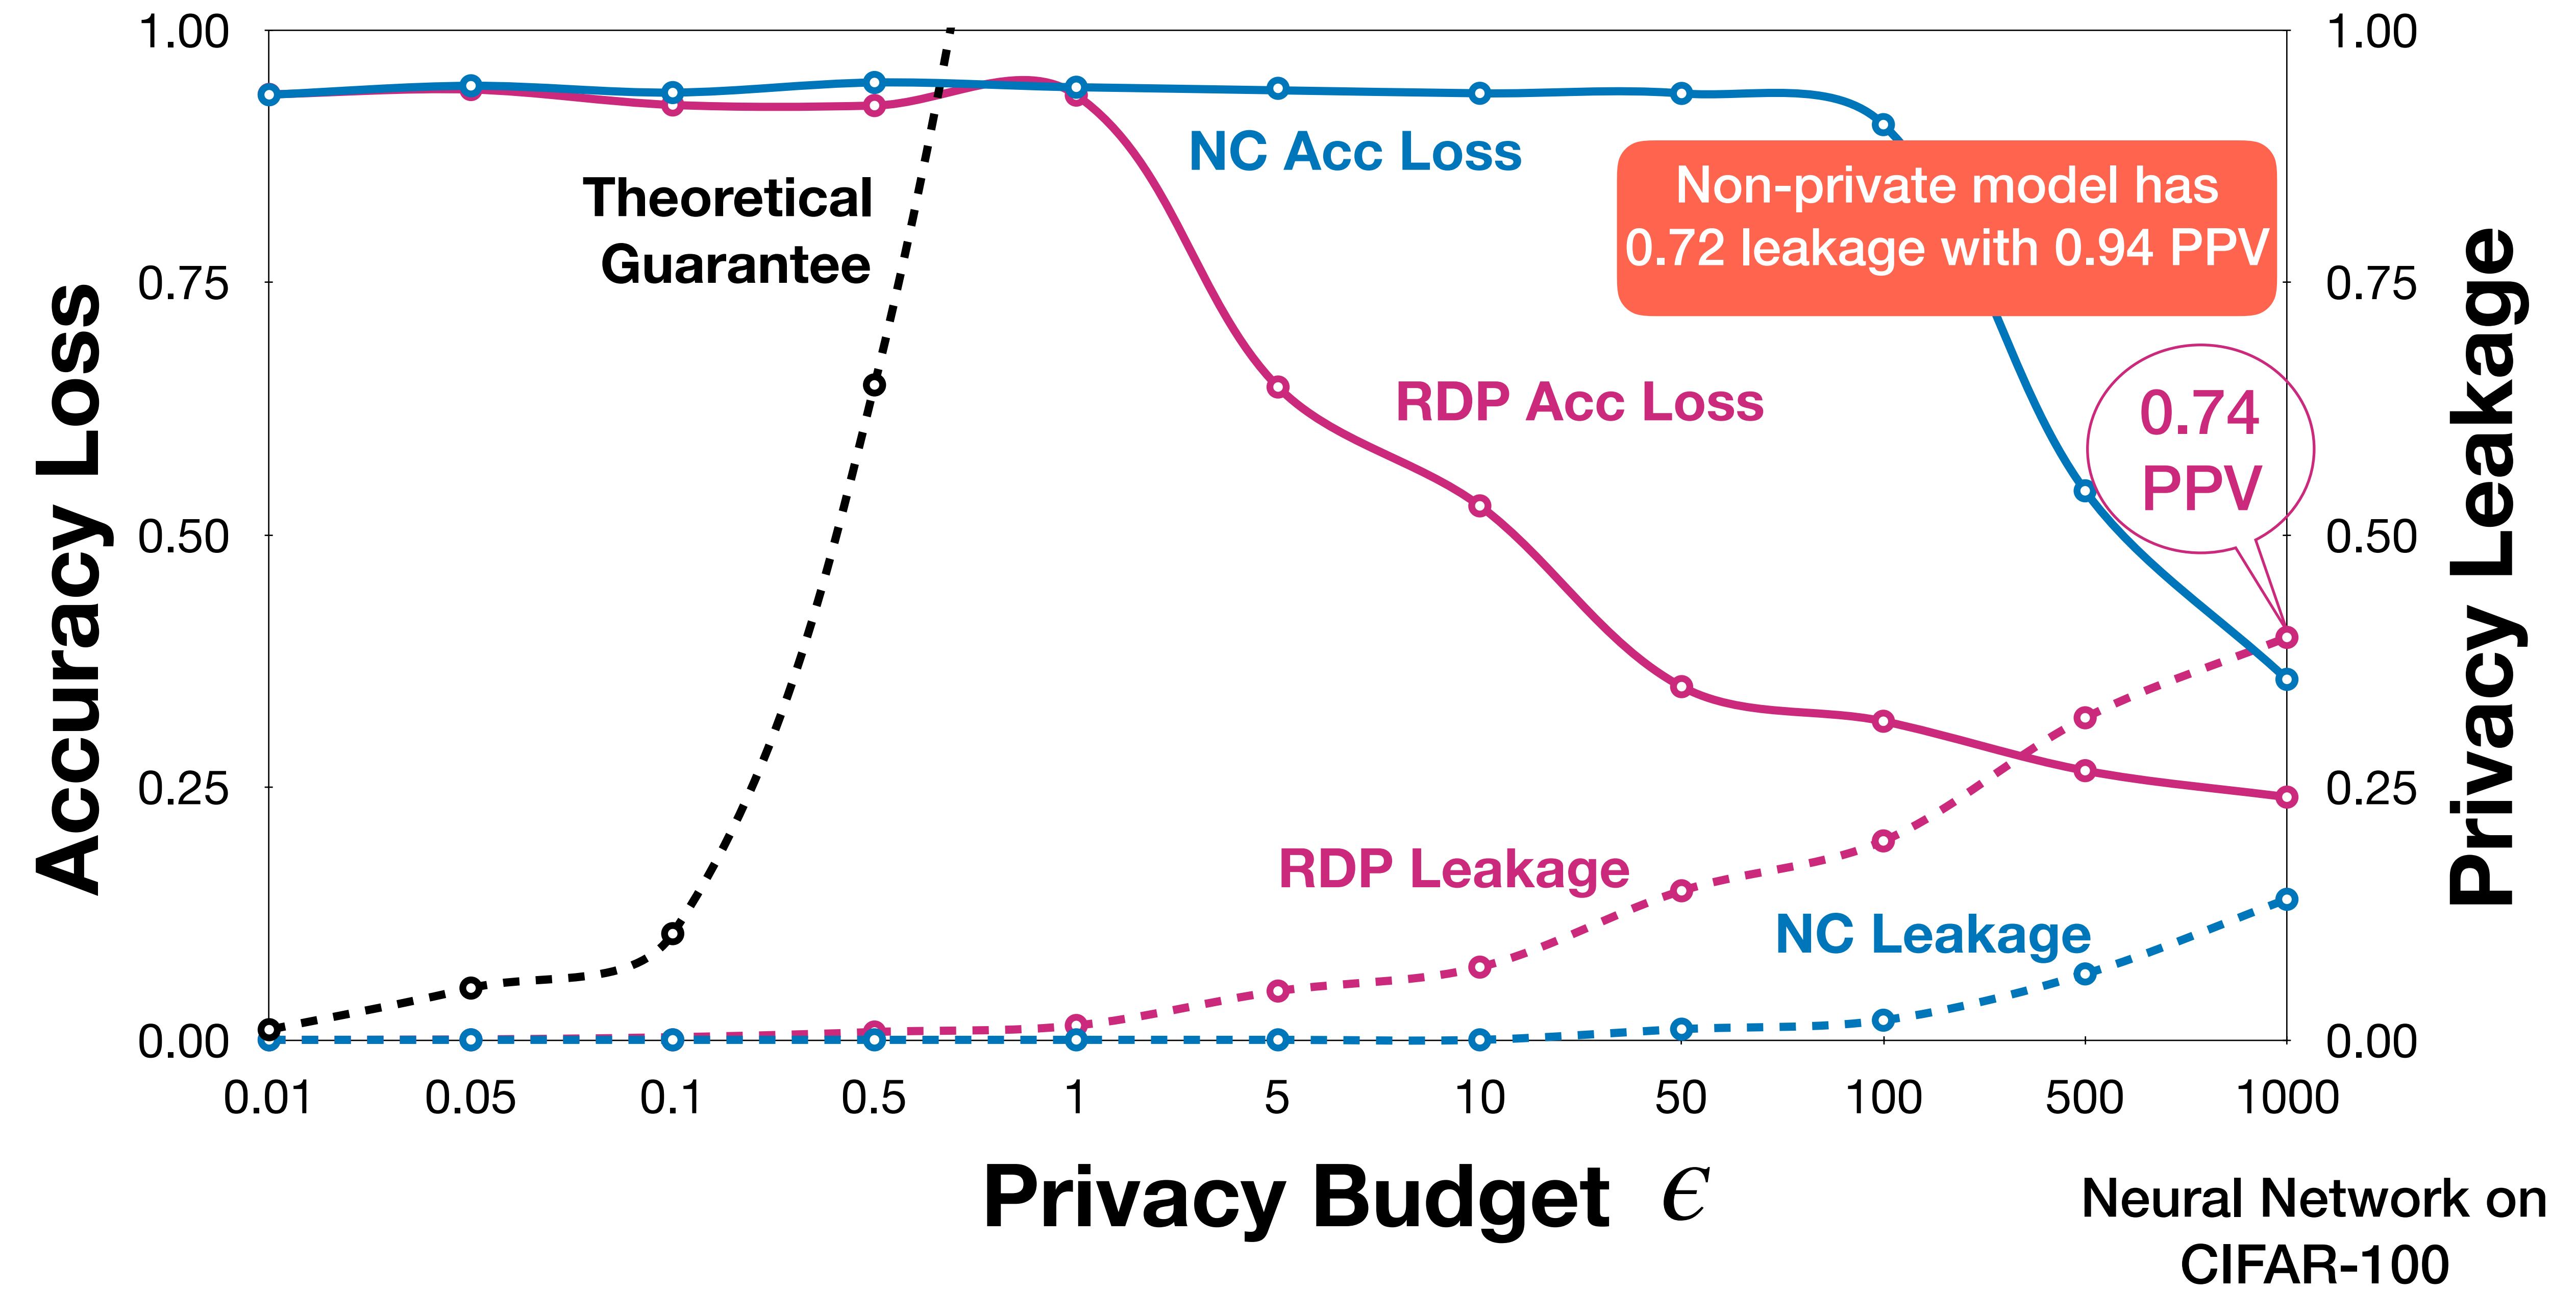 1.00
0.75
0.50
0.25
0.00
Accuracy Loss
Theoretical
Guarantee
NC Acc Loss
Non-private model has
0.72 leakage with 0.94 PPV
RDP Acc Loss
0.74
PPV
RDP Leakage
NC Leakage
1.00
0.75
0.50
0.25
0.00
Privacy Leakage
0.01 0.05 0.1 0.5 1 5 10 50 100 500 1000
Privacy Budget ϵ
Neural Network on
CIFAR-100